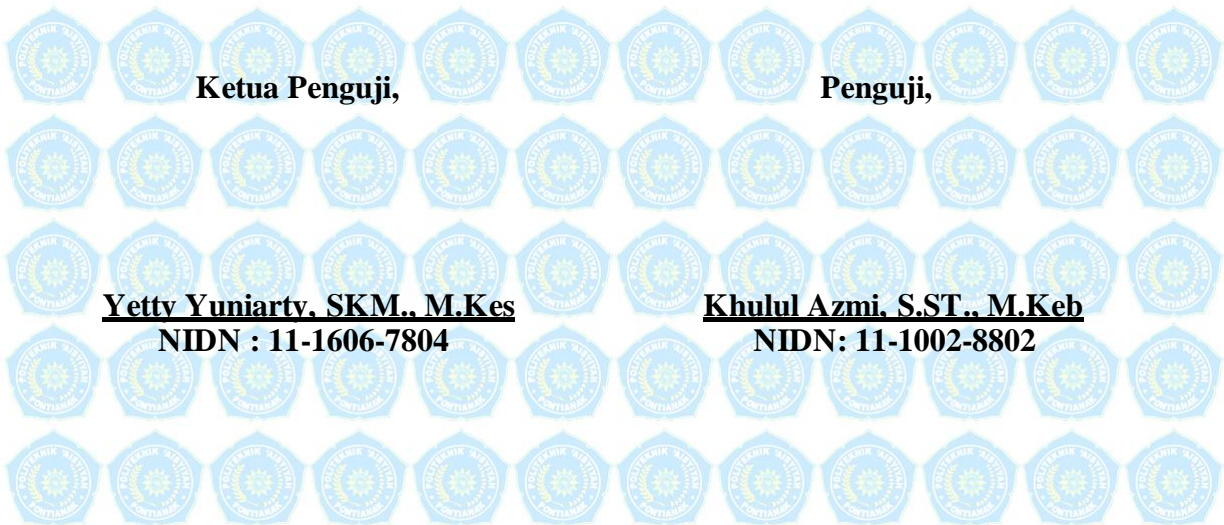 Ketua Penguji,
Penguji,
Yetty Yuniarty, SKM., M.Kes
Khulul Azmi, S.ST., M.Keb
NIDN : 11-1606-7804
NIDN: 11-1002-8802